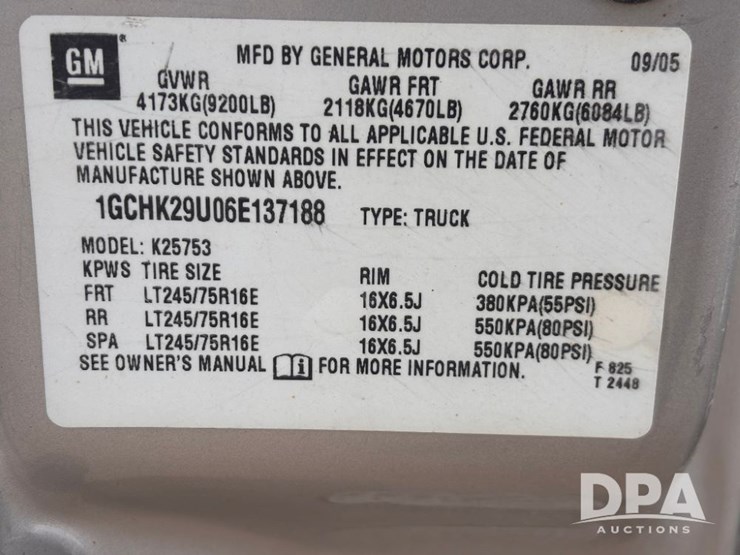 GM
MFD BY GENERAL MOTORS CORP. 09/05
GVWR GAWR FRT GAWR RR
4173KG(9200LB) 2118KG(4670LB) 2760KG(6084LB)
THIS VEHICLE CONFORMS TO ALL APPLICABLE U.S. FEDERAL MOTOR
VEHICLE SAFETY STANDARDS IN EFFECT ON THE DATE OF
MANUFACTURE SHOWN ABOVE.
1GCHK29U06E137188 TYPE: TRUCK
MODEL: K25753
KPWS TIRE SIZE RIM COLD TIRE PRESSURE
FRT LT245/75R16E 16X6.5J 380KPA(55PSI)
RR LT245/75R16E 16X6.5J 550KPA(80PSI)
SPA LT245/75R16E 16X6.5J 550KPA(80PSI)
SEE OWNER'S MANUAL i FOR MORE INFORMATION. F 825
T 2448
DPA
AUCTIONS